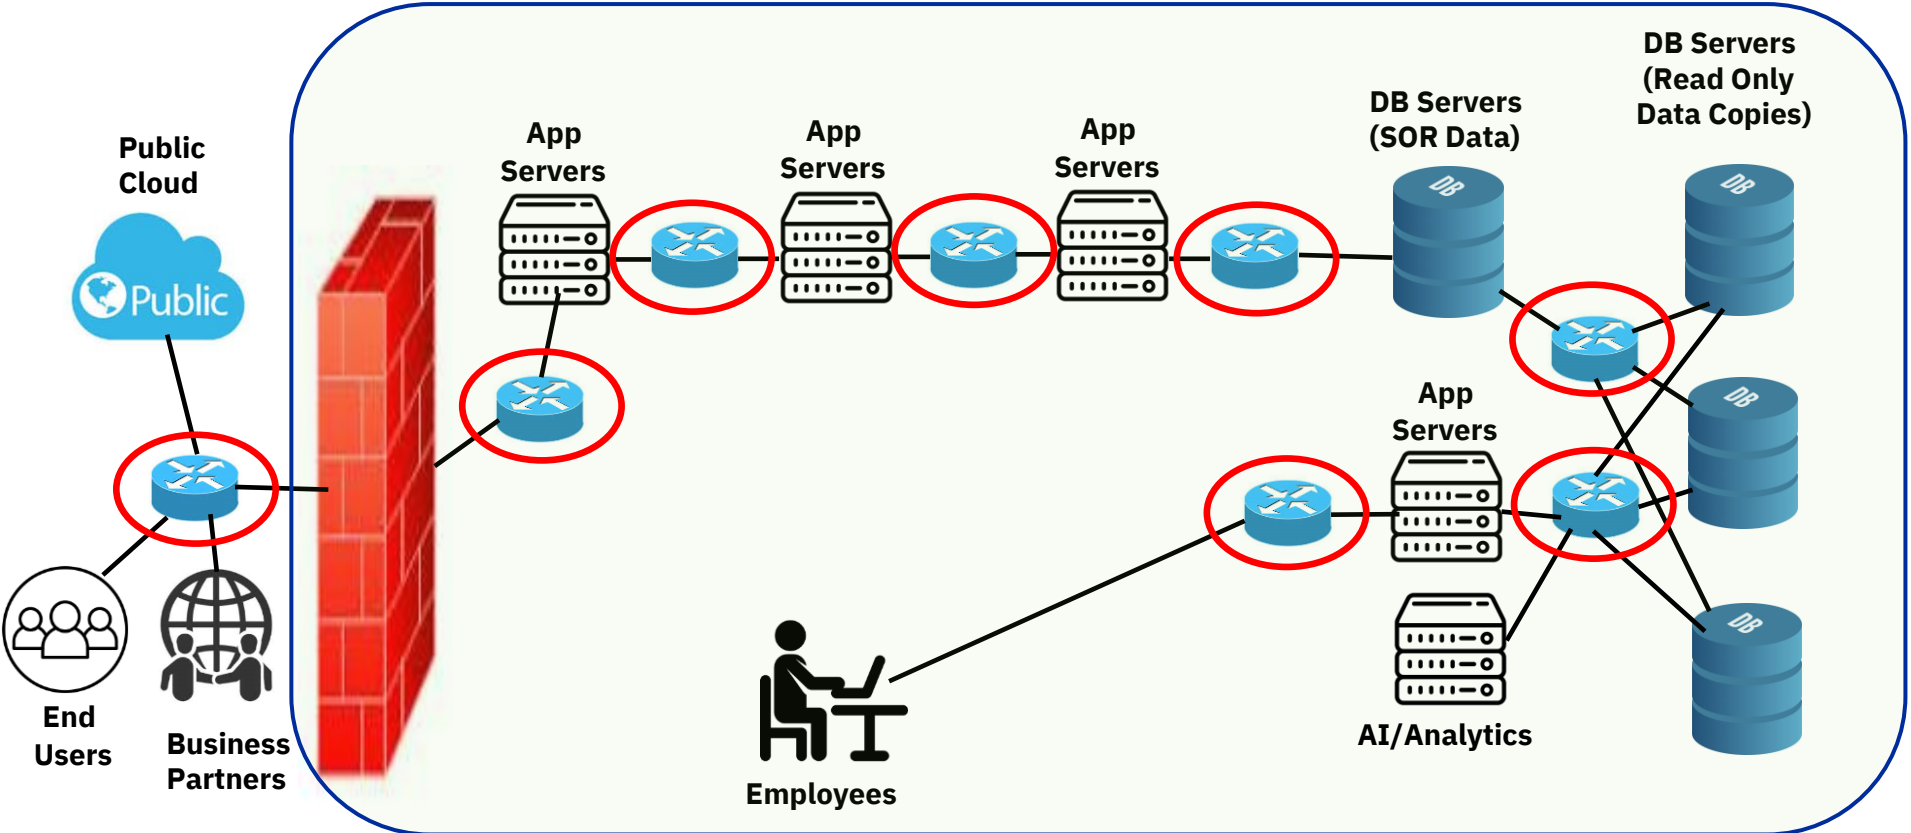 Public
Cloud
Public
End
Users
Business
Partners
App
Servers
App
Servers
App
Servers
DB Servers
(SOR Data)
DB
DB Servers
(Read Only
Data Copies)
DB
DB
DB
App
Servers
AI/Analytics
Employees